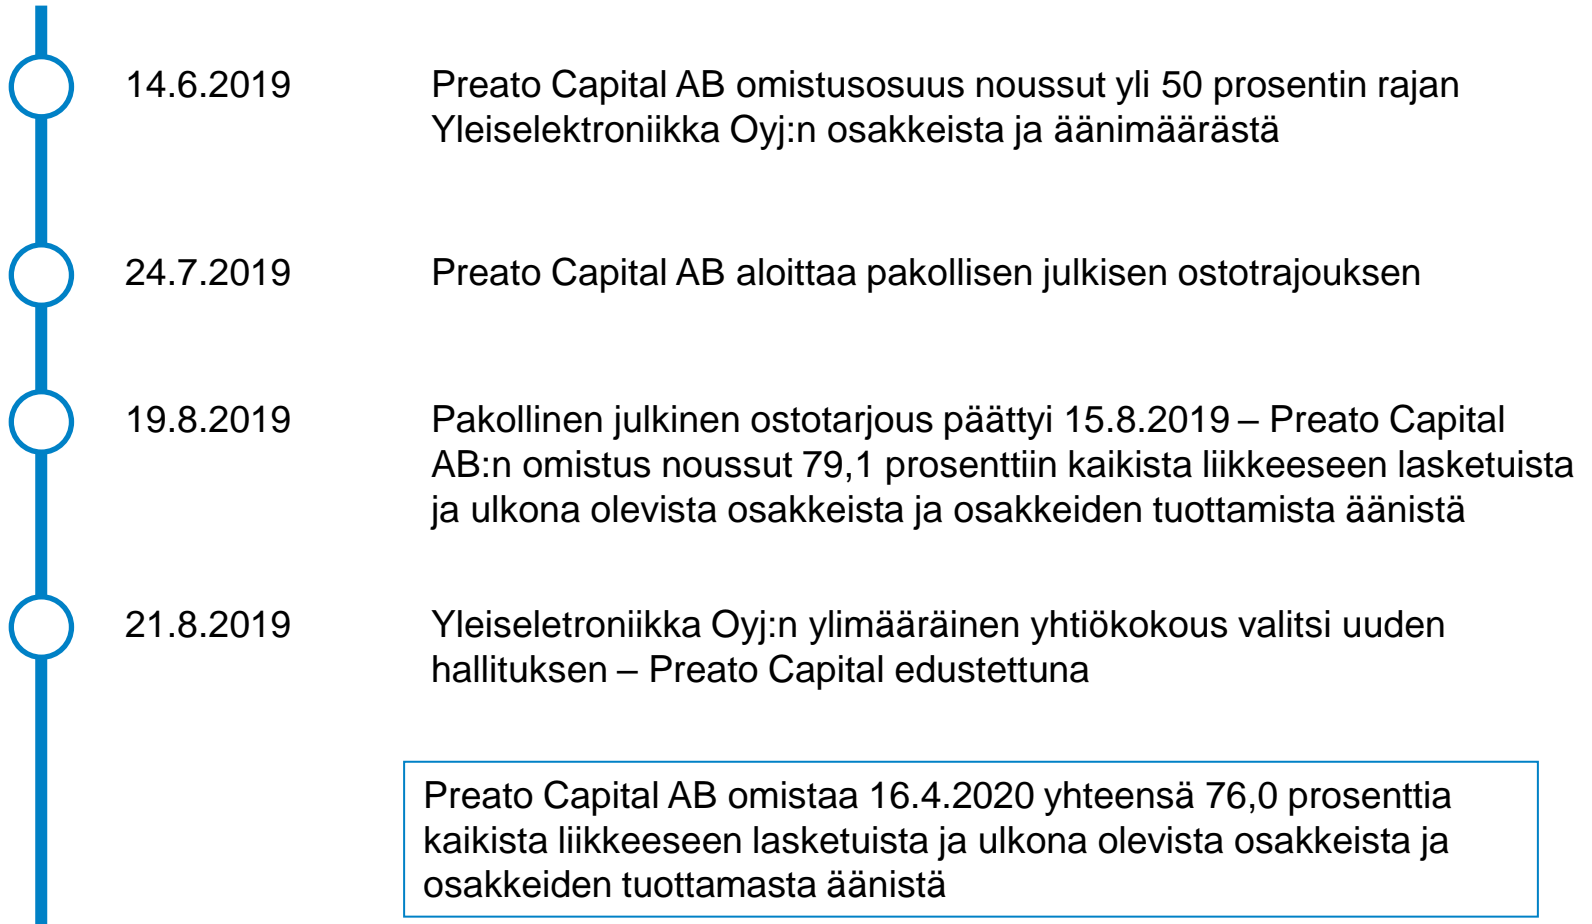 14.6.2019 Preato Capital AB omistusosuus noussut yli 50 prosentin rajan
Yleiselektroniikka Oyj:n osakkeista ja äänimäärästä
24.7.2019 Preato Capital AB aloittaa pakollisen julkisen ostotrajouksen
19.8.2019 Pakollinen julkinen ostotarjous päättyi 15.8.2019 – Preato Capital
AB:n omistus noussut 79,1 prosenttiin kaikista liikkeeseen lasketuista
ja ulkona olevista osakkeista ja osakkeiden tuottamista äänistä
21.8.2019 Yleiseletroniikka Oyj:n ylimääräinen yhtiökokous valitsi uuden
hallituksen – Preato Capital edustettuna
Preato Capital AB omistaa 16.4.2020 yhteensä 76,0 prosenttia
kaikista liikkeeseen lasketuista ja ulkona olevista osakkeista ja
osakkeiden tuottamasta äänistä